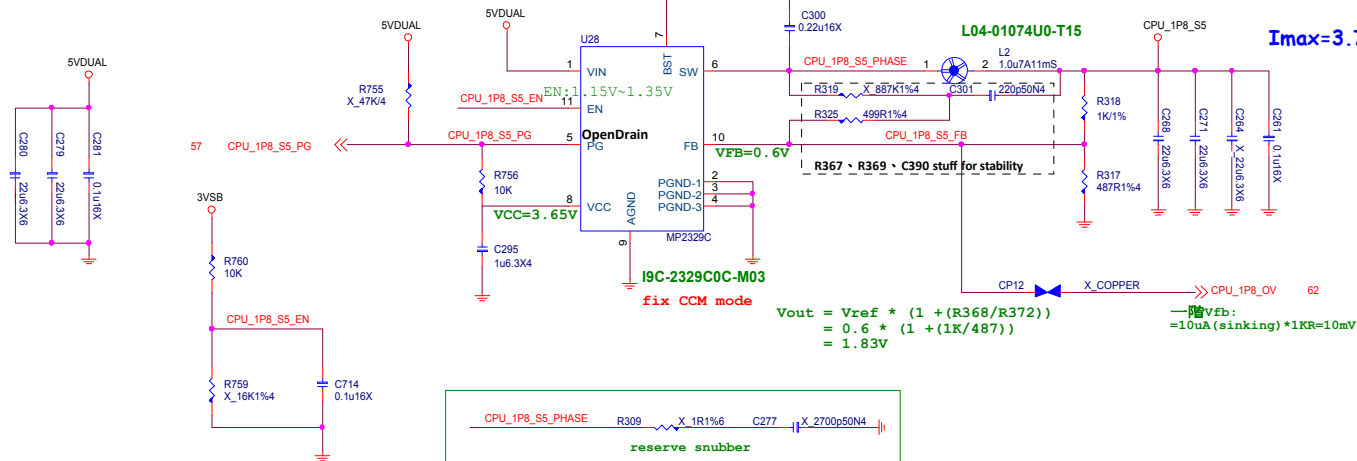 5VDUAL
C280
22u6.3X6
C279
22u6.3X6
C281
0.1u16X
5VDUAL
R755
X_47K/4
57 CPU_1P8_S5_PG
CPU_1P8_S5_PG
3VSB
R760
10K
CPU_1P8_S5_EN
R759
X_16K1%4
C714
0.1u16X
5VDUAL
CPU_1P8_S5_EN
EN:1.15V~1.35V
R756
10K
VCC=3.65V
C295
1u6.3X4
U28
1 VIN
11 EN
OpenDrain
5 PG
8 VCC
AGND
9
7
BST
SW 6
FB 10
PGND-1 2
PGND-2 3
PGND-3 4
MP2329C
I9C-2329C0C-M03
fix CCM mode
C300
0.22u16X
CPU_1P8_S5_PHASE
L04-01074U0-T15
1 2
L2
1.0u7A11mS
R319 X_887K1%4
C301 220p50N4
R325 499R1%4
CPU_1P8_S5_FB
VFB=0.6V
R367、R369、C390 stuff for stability
R318
1K/1%
R317
487R1%4
CPU_1P8_S5
C268
22u6.3X6
C271
22u6.3X6
C264
X_22u6.3X6
C261
0.1u16X
CP12 X_COPPER
CPU_1P8_OV 62
一階Vfb:
=10uA(sinking)*1KR=10mV
Vout = Vref * (1 +(R368/R372))
= 0.6 * (1 +(1K/487))
= 1.83V
CPU_1P8_S5_PHASE
R309 X_1R1%6
C277 X_2700p50N4
reserve snubber